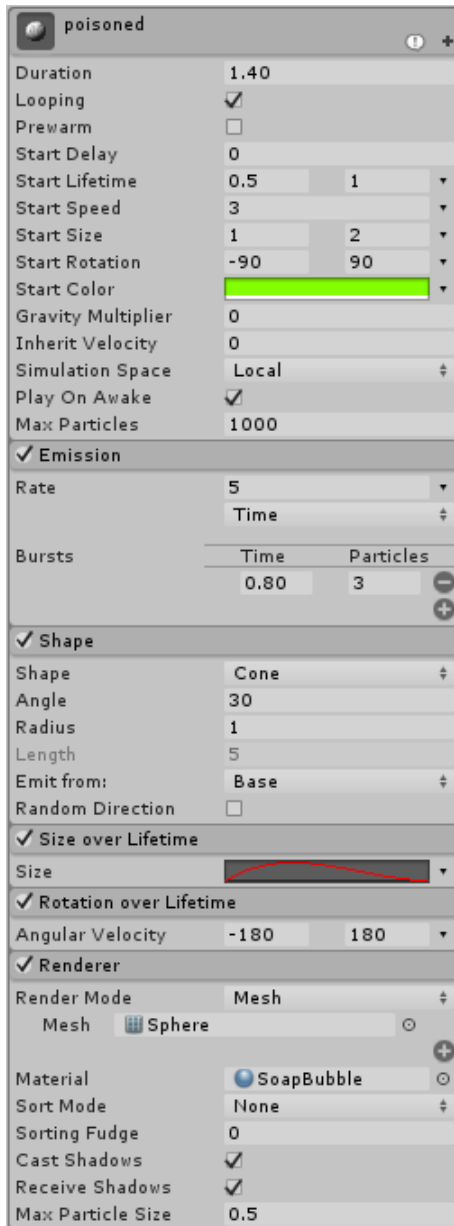 poisoned
Duration 1.40
Looping
Prewarm
Start Delay 0
Start Lifetime 0.5 1
Start Speed 3
Start Size 1 2
Start Rotation -90 90
Start Color
Gravity Multiplier 0
Inherit Velocity 0
Simulation Space Local
Play On Awake
Max Particles 1000
Emission
Rate 5
Time
Bursts Time Particles
0.80 3
Shape
Shape Cone
Angle 30
Radius 1
Length 5
Emit from: Base
Random Direction
Size over Lifetime
Size
Rotation over Lifetime
Angular Velocity -180 180
Renderer
Render Mode Mesh
Mesh Sphere
Material SoapBubble
Sort Mode None
Sorting Fudge 0
Cast Shadows
Receive Shadows
Max Particle Size 0.5